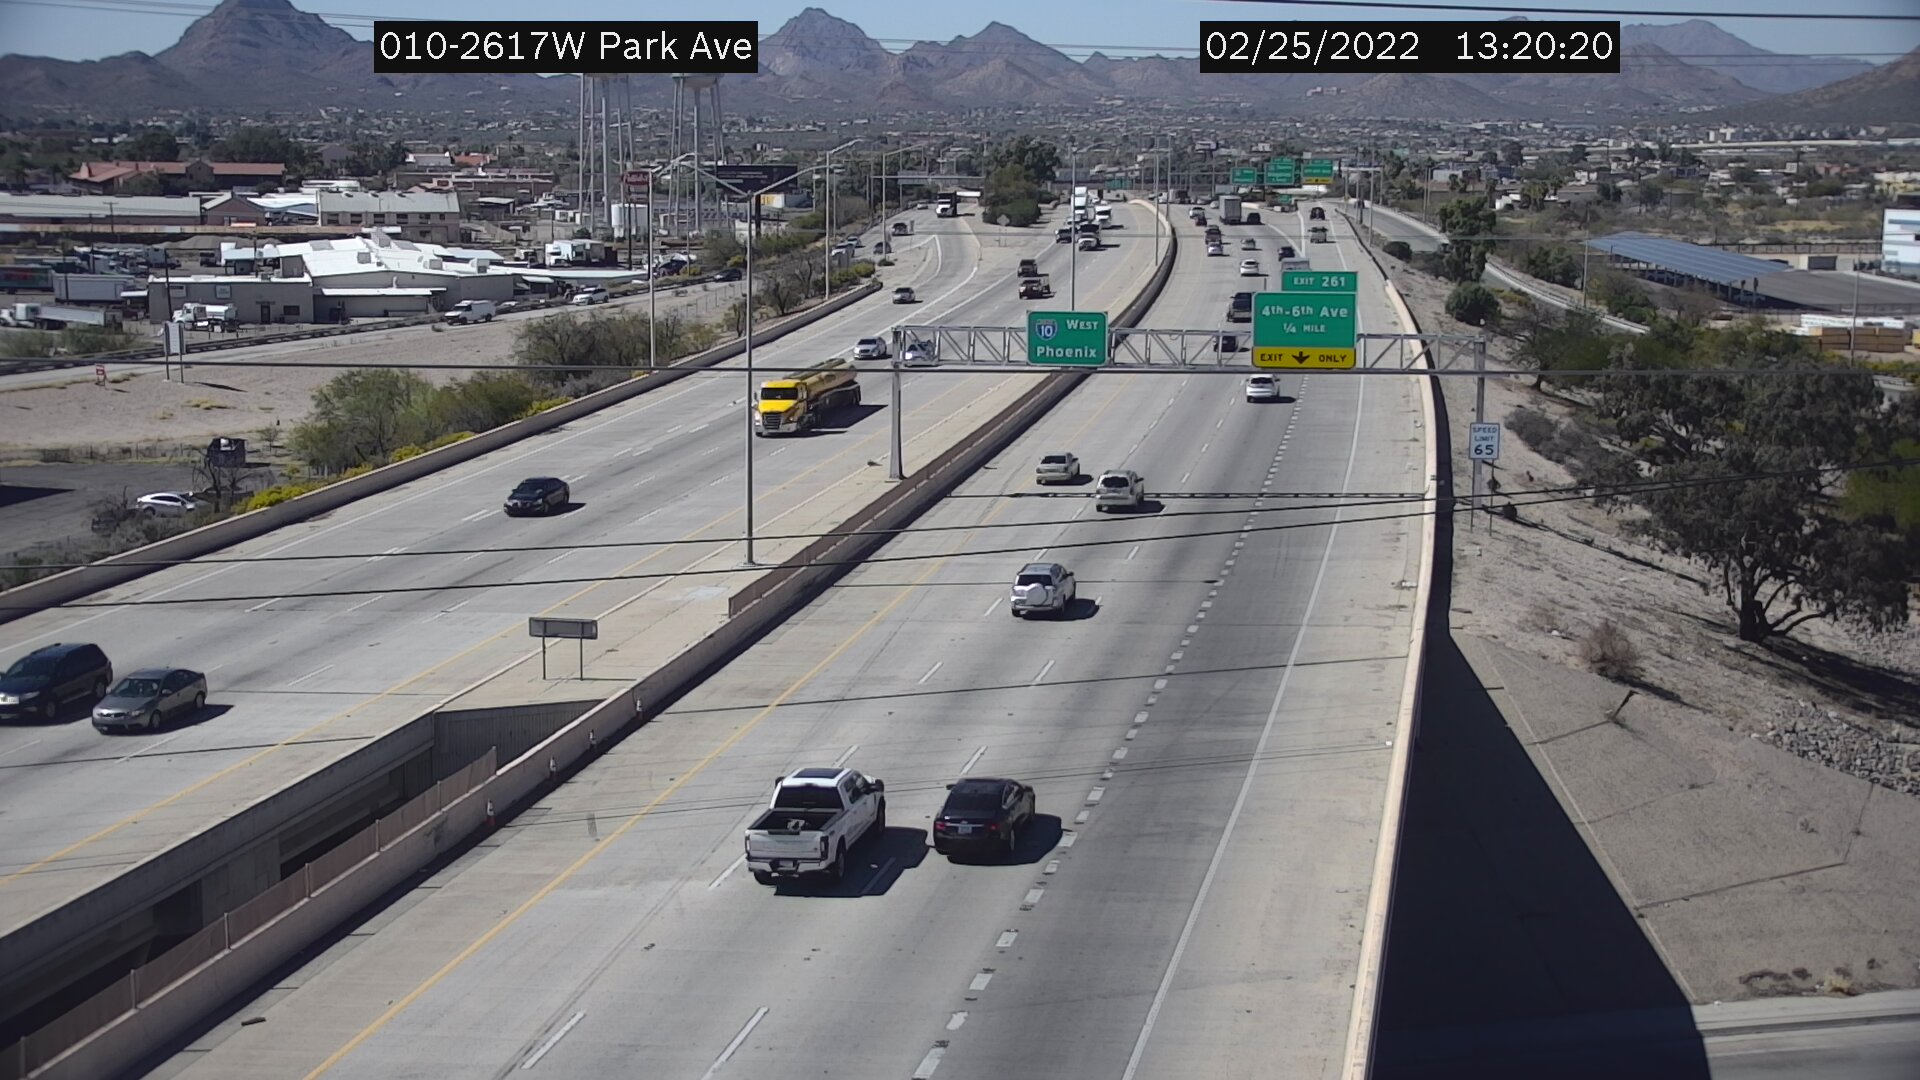 010-2617W Park Ave
02/25/2022 13:20:20
EXIT 261
4th-6th Ave
1/4 MILE
EXIT ONLY
10
WEST
Phoenix
SPEED
LIMIT
65